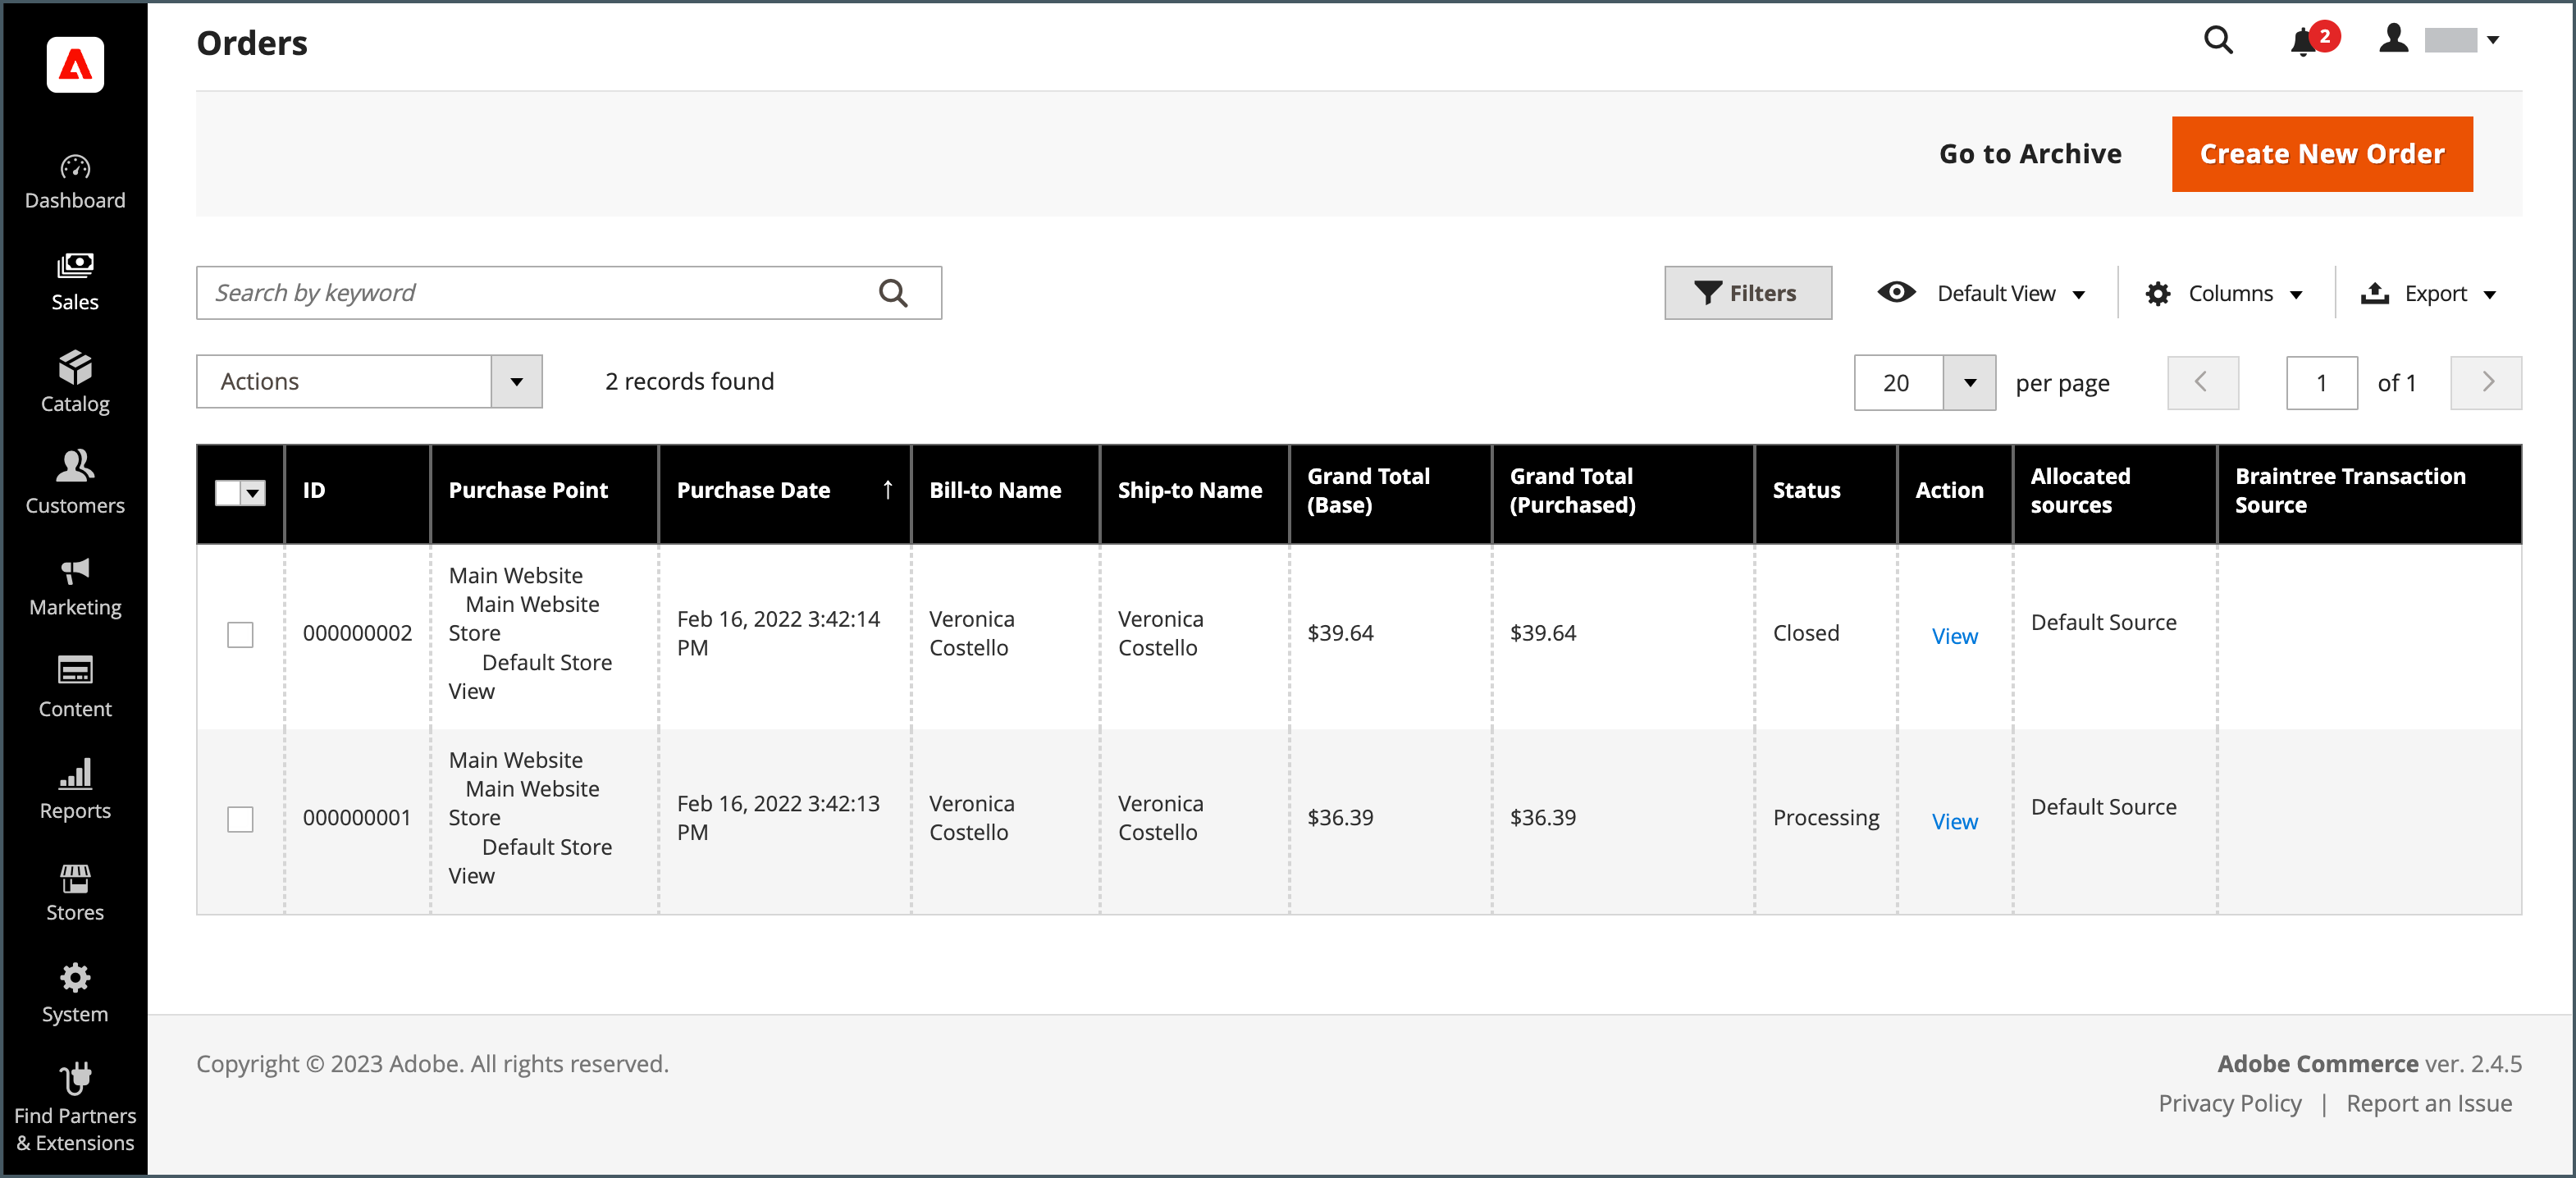 Orders
2
Go to Archive
Create New Order
Dashboard
Sales
Catalog
Customers
Marketing
Content
Reports
Stores
System
Find Partners
& Extensions
Search by keyword
Filters
Default View
Columns
Export
Actions
2 records found
20
per page
1
of 1
ID
Purchase Point
Purchase Date ↑
Bill-to Name
Ship-to Name
Grand Total
(Base)
Grand Total
(Purchased)
Status
Action
Allocated
sources
Braintree Transaction
Source
000000002
Main Website
Main Website
Store
Default Store
View
Feb 16, 2022 3:42:14
PM
Veronica
Costello
Veronica
Costello
$39.64
$39.64
Closed
View
Default Source
000000001
Main Website
Main Website
Store
Default Store
View
Feb 16, 2022 3:42:13
PM
Veronica
Costello
Veronica
Costello
$36.39
$36.39
Processing
View
Default Source
Copyright © 2023 Adobe. All rights reserved.
Adobe Commerce ver. 2.4.5
Privacy Policy | Report an Issue